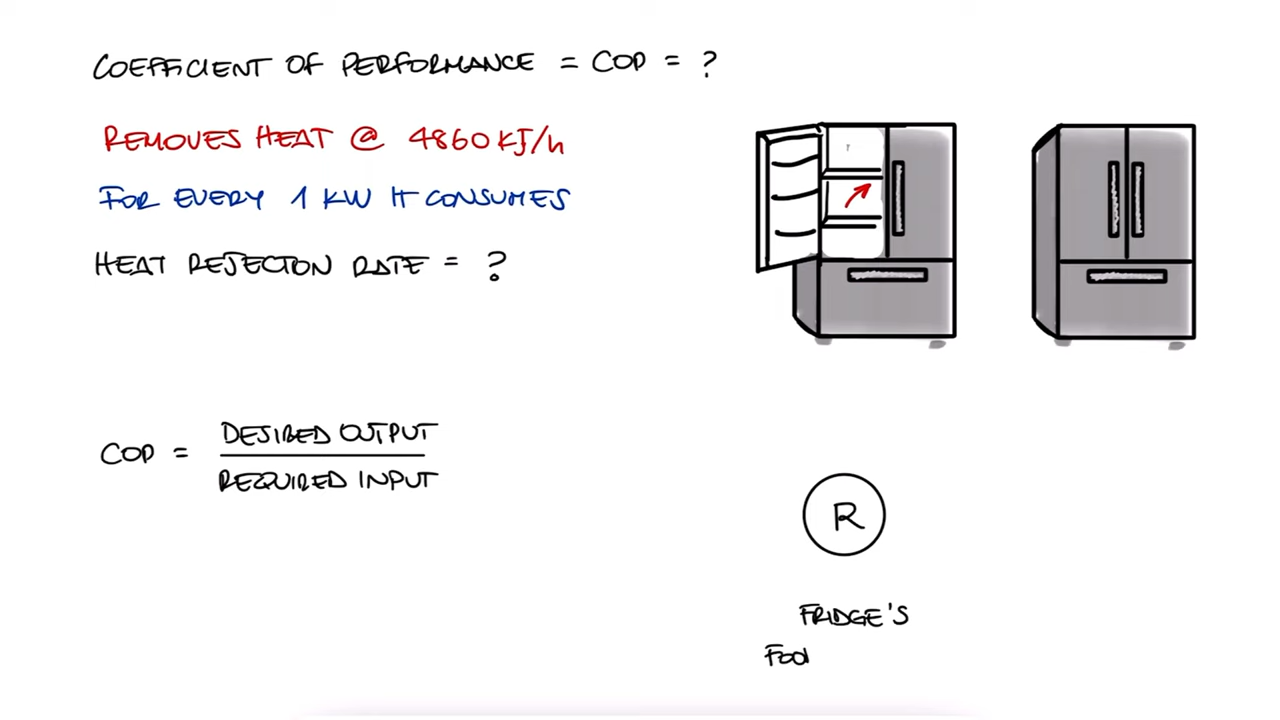 COEFFICIENT OF PERFORMANCE = COP = ?
REMOVES HEAT @ 4860 KJ/h
FOR EVERY 1 KW IT CONSUMES
HEAT REJECTION RATE = ?
COP = DESIRED OUTPUT
REQUIRED INPUT
R
FRIDGE'S
FOO